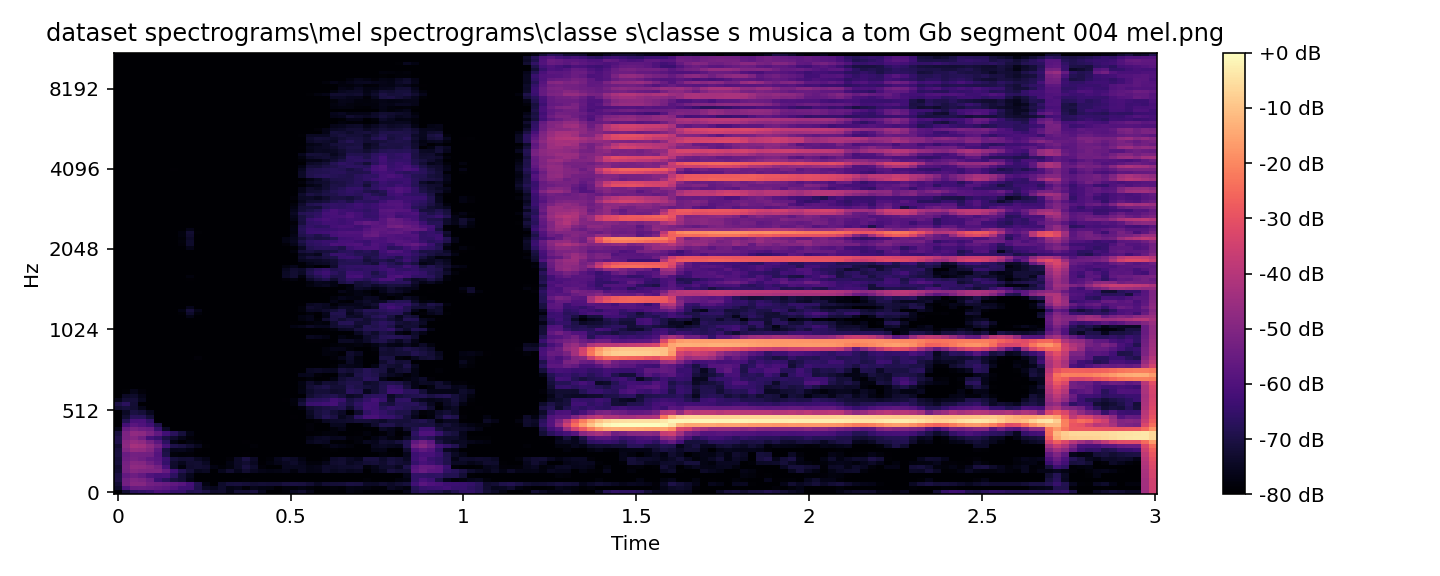 dataset spectrograms\mel spectrograms\classe s\classe s musica a tom Gb segment 004 mel.png
Hz
8192
4096
2048
1024
512
0
0
0.5
1
1.5
2
2.5
3
Time
+0 dB
-10 dB
-20 dB
-30 dB
-40 dB
-50 dB
-60 dB
-70 dB
-80 dB